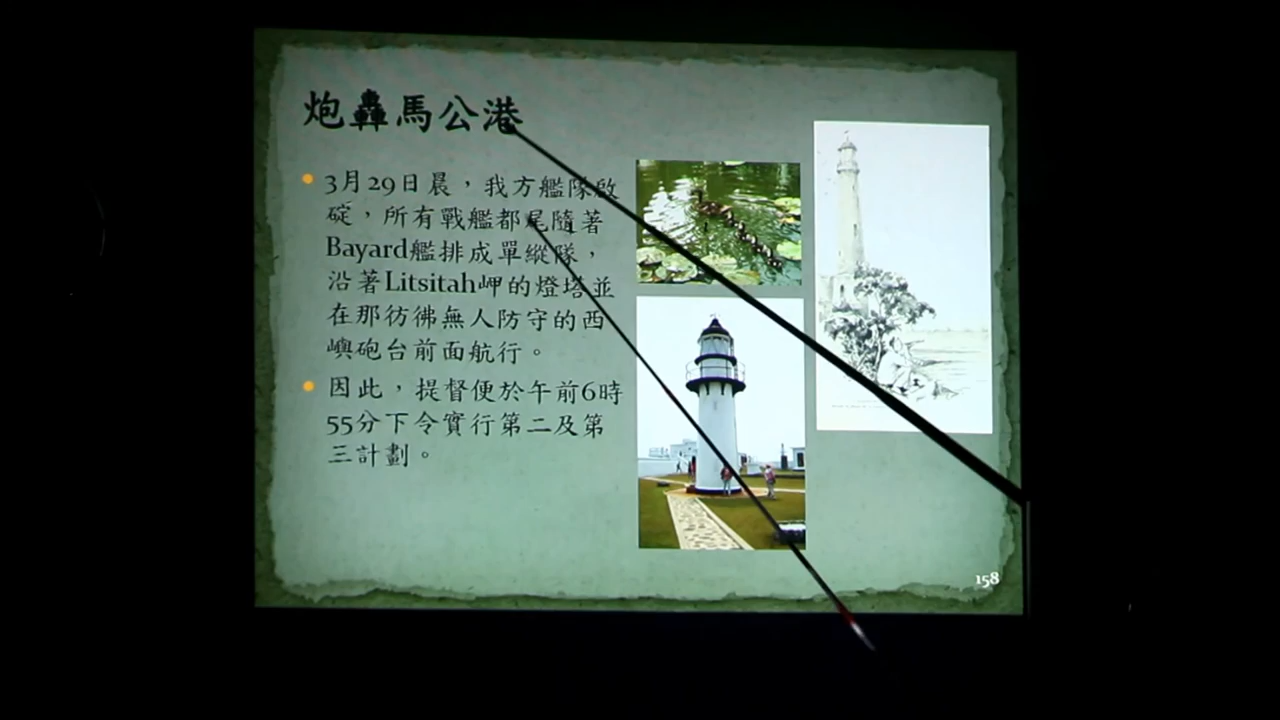 炮轟馬公港
3月29日晨，我方艦隊啟
碇，所有戰艦都尾隨著
Bayard艦排成單縱隊，
沿著Litsitah岬的燈塔並
在那彷彿無人防守的西
嶼砲台前面航行。
因此，提督便於午前6時
55分下令實行第二及第
三計劃。
158